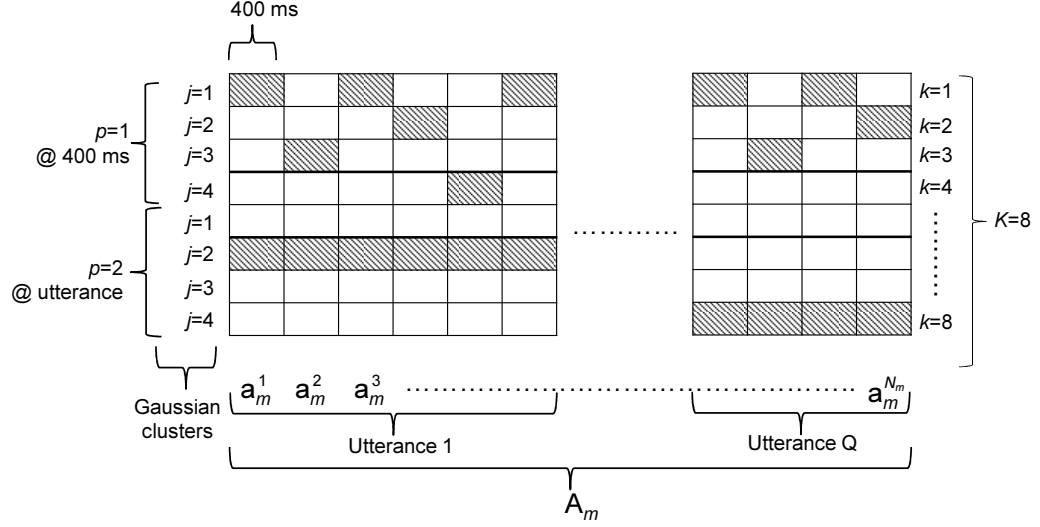 400 ms
j=1
j=2
j=3
j=4
p=1
@ 400 ms
j=1
j=2
j=3
j=4
p=2
@ utterance
k=1
k=2
k=3
k=4
k=8
K=8
Gaussian
clusters
a_m^1 a_m^2 a_m^3 a_m^{N_m}
Utterance 1
Utterance Q
A_m